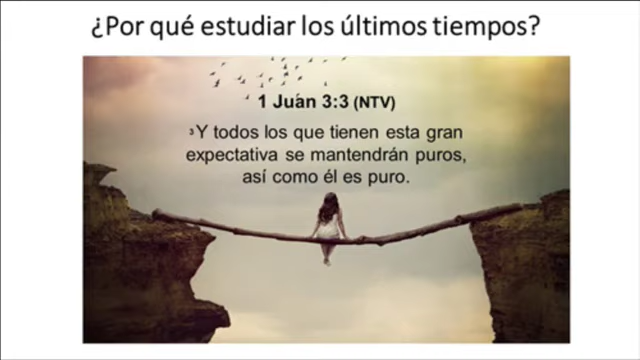 ¿Por qué estudiar los últimos tiempos?
1 Juan 3:3 (NTV)
³Y todos los que tienen esta gran
expectativa se mantendrán puros,
así como él es puro.